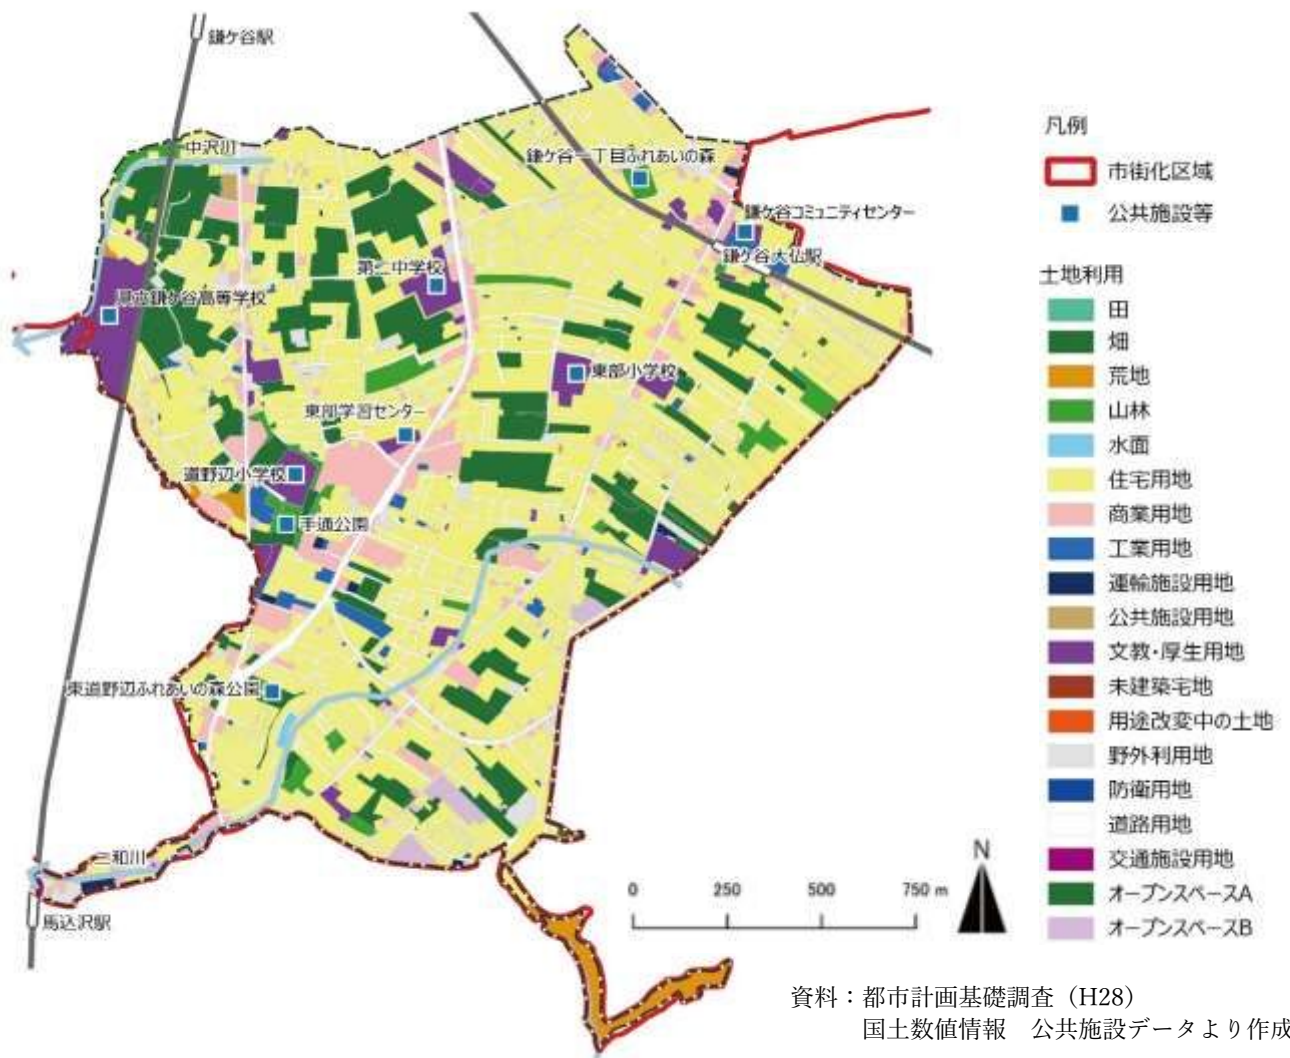 鎌ケ谷駅
中沢川
鎌ケ谷一丁目ふれあいの森
鎌ケ谷コミュニティセンター
鎌ケ谷大仏駅
第二中学校
県立鎌ケ谷高等学校
東部小学校
東部学習センター
道野辺小学校
手通公園
東道野辺ふれあいの森公園
二和川
馬込沢駅
凡例
市街化区域
公共施設等
土地利用
田
畑
荒地
山林
水面
住宅用地
商業用地
工業用地
運輸施設用地
公共施設用地
文教・厚生用地
未建築宅地
用途改変中の土地
野外利用地
防衛用地
道路用地
交通施設用地
オープンスペースA
オープンスペースB
N
0 250 500 750 m
資料：都市計画基礎調査（H28）
国土数値情報　公共施設データより作成